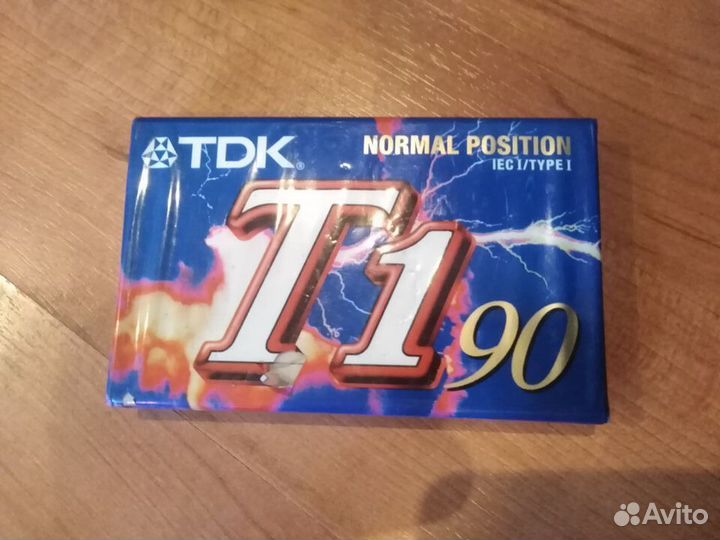 TDK®
NORMAL POSITION
IEC I/TYPE I
T1 90
Avito